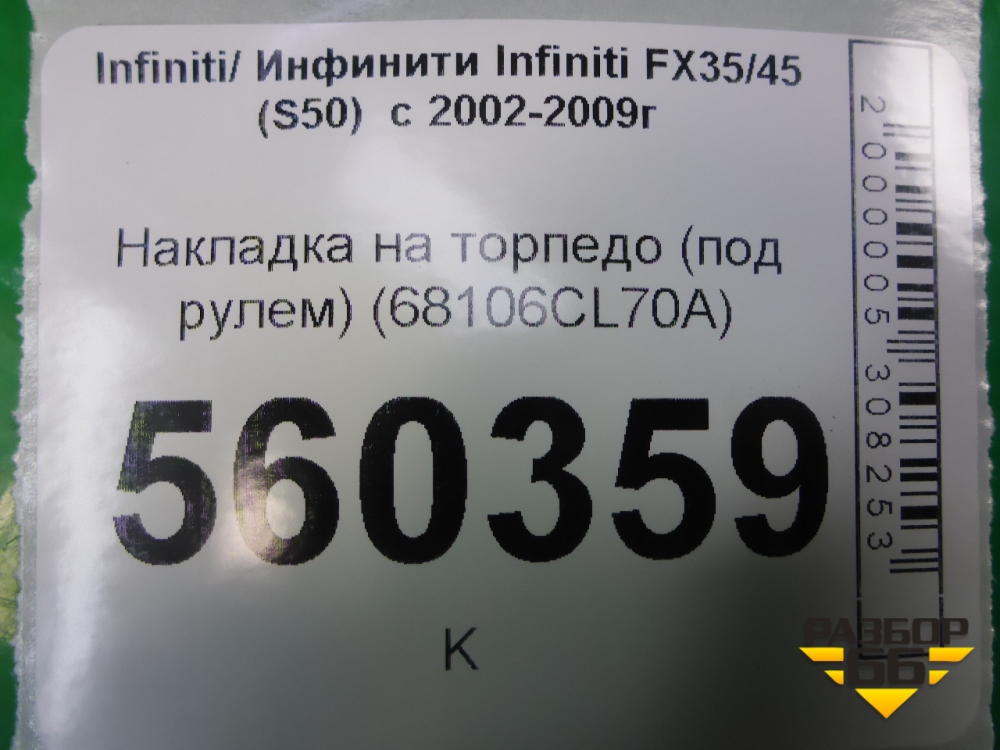 Infiniti/ Инфинити Infiniti FX35/45
(S50) с 2002-2009г
Накладка на торпедо (под
рулем) (68106CL70A)
560359
К
2000005308253
РАЗБОР
66